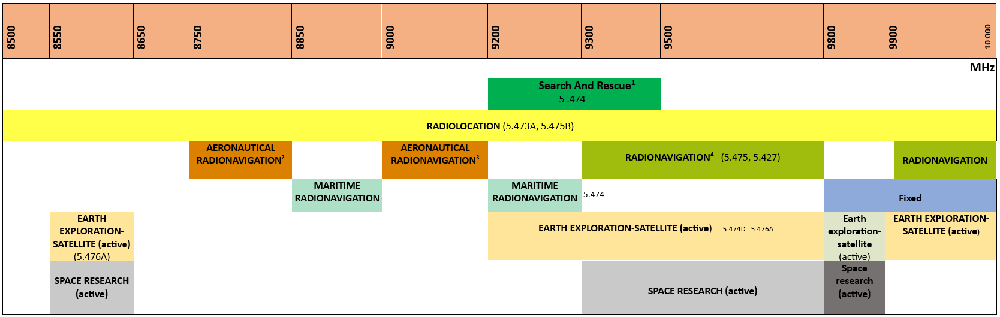 8500 8550 8650 8750 8850 9000 9200 9300 9500 9800 9900 10 000
MHz
Search And Rescue¹
5 .474
RADIOLOCATION (5.473A, 5.475B)
AERONAUTICAL
RADIONAVIGATION²
AERONAUTICAL
RADIONAVIGATION³
RADIONAVIGATION⁴ (5.475, 5.427)
RADIONAVIGATION
MARITIME
RADIONAVIGATION
MARITIME
RADIONAVIGATION
5.474
Fixed
EARTH
EXPLORATION-
SATELLITE (active)
(5.476A)
EARTH EXPLORATION-SATELLITE (active) 5.474D 5.476A
Earth
exploration-
satellite
(active)
EARTH EXPLORATION-
SATELLITE (active)
SPACE RESEARCH
(active)
SPACE RESEARCH (active)
Space
research
(active)